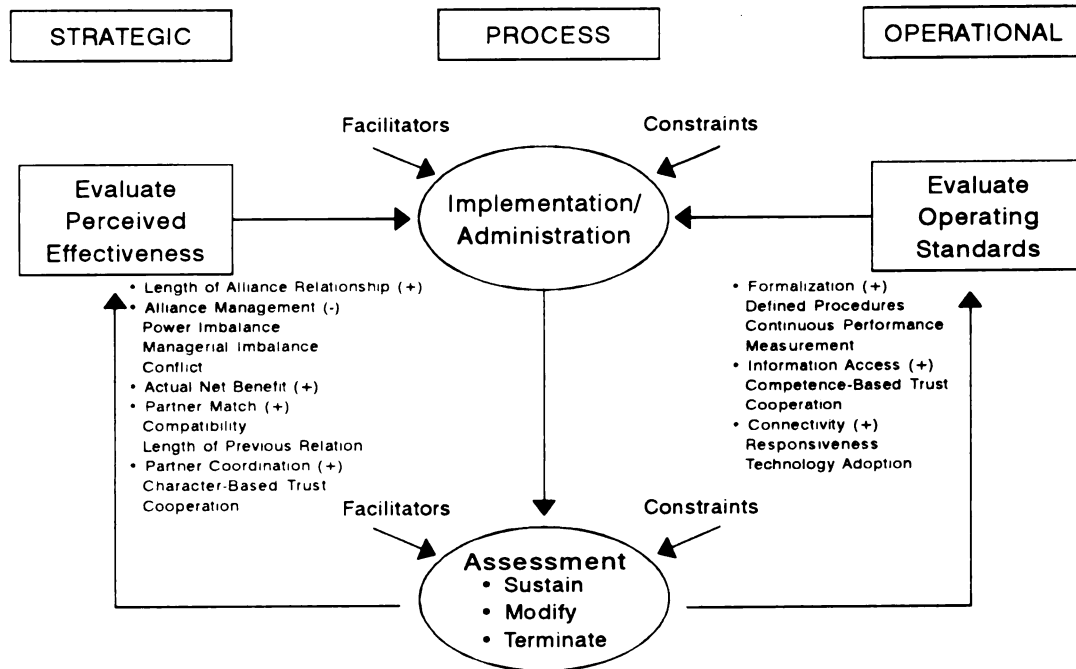 STRATEGIC
PROCESS
OPERATIONAL
Facilitators
Constraints
Evaluate
Perceived
Effectiveness
Implementation/
Administration
Evaluate
Operating
Standards
• Length of Alliance Relationship (+)
• Alliance Management (-)
Power Imbalance
Managerial Imbalance
Conflict
• Actual Net Benefit (+)
• Partner Match (+)
Compatibility
Length of Previous Relation
• Partner Coordination (+)
Character-Based Trust
Cooperation
• Formalization (+)
Defined Procedures
Continuous Performance
Measurement
• Information Access (+)
Competence-Based Trust
Cooperation
• Connectivity (+)
Responsiveness
Technology Adoption
Facilitators
Constraints
Assessment
• Sustain
• Modify
• Terminate